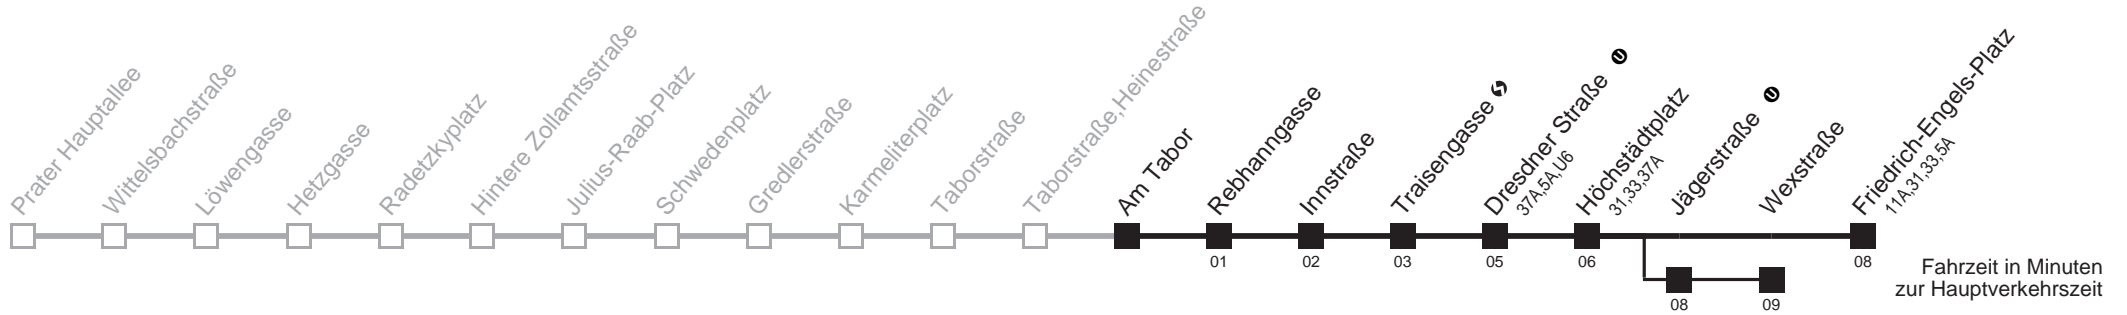 Prater Hauptallee
Wittelsbachstraße
Löwengasse
Hetzgasse
Radetzkyplatz
Hintere Zollamtsstraße
Julius-Raab-Platz
Schwedenplatz
Gredlerstraße
Karmeliterplatz
Taborstraße
Taborstraße,Heinestraße
Am Tabor
Rebhanngasse
01
Innstraße
02
Traisengasse S
03
Dresdner Straße U
37A,5A,U6
05
Höchstädtplatz
31,33,37A
06
Jägerstraße U
08
Wexstraße
09
Friedrich-Engels-Platz
11A,31,33,5A
08
Fahrzeit in Minuten
zur Hauptverkehrszeit